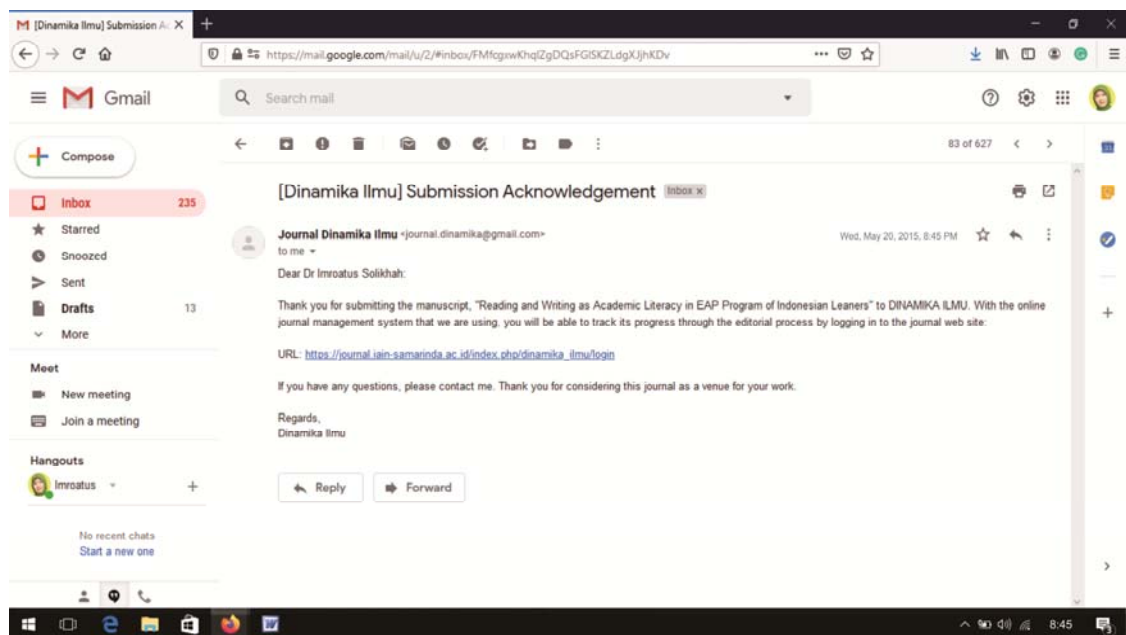 [Dinamika Ilmu] Submission Ac
https://mail.google.com/mail/u/2/#inbox/FMfcgxwKhqlZgDQsFGlSKZLdgXJjhKDv
Gmail
Search mail
Compose
83 of 627
[Dinamika Ilmu] Submission Acknowledgement Inbox x
Inbox 235
Starred
Snoozed
Sent
Drafts 13
More
Journal Dinamika Ilmu <journal.dinamika@gmail.com>
Wed, May 20, 2015, 8:45 PM
to me
Dear Dr Imroatus Solikhah:
Thank you for submitting the manuscript, "Reading and Writing as Academic Literacy in EAP Program of Indonesian Leaners" to DINAMIKA ILMU. With the online
journal management system that we are using, you will be able to track its progress through the editorial process by logging in to the journal web site:
URL: https://journal.iain-samarinda.ac.id/index.php/dinamika_ilmu/login
If you have any questions, please contact me. Thank you for considering this journal as a venue for your work.
Regards,
Dinamika Ilmu
Reply
Forward
Meet
New meeting
Join a meeting
Hangouts
Imroatus
No recent chats
Start a new one
8:45